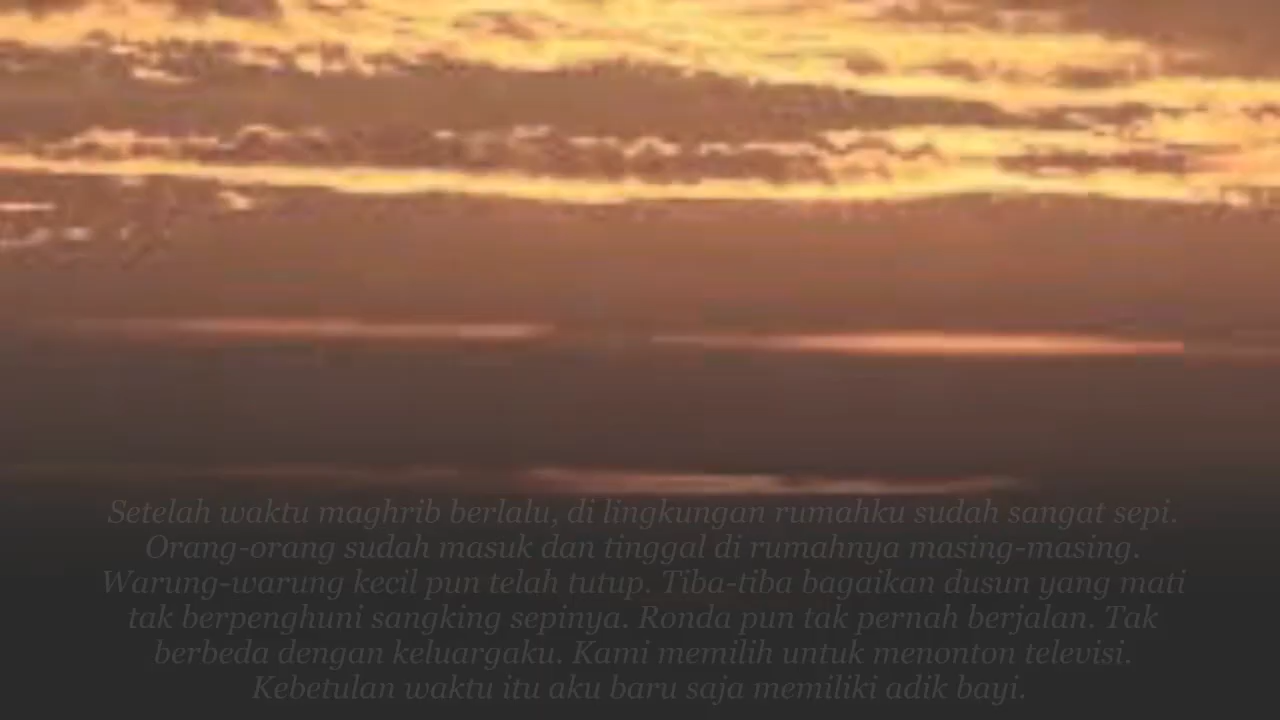 Setelah waktu maghrib berlalu, di lingkungan rumahku sudah sangat sepi.
Orang-orang sudah masuk dan tinggal di rumahnya masing-masing.
Warung-warung kecil pun telah tutup. Tiba-tiba bagaikan dusun yang mati
tak berpenghuni sangking sepinya. Ronda pun tak pernah berjalan. Tak
berbeda dengan keluargaku. Kami memilih untuk menonton televisi.
Kebetulan waktu itu aku baru saja memiliki adik bayi.